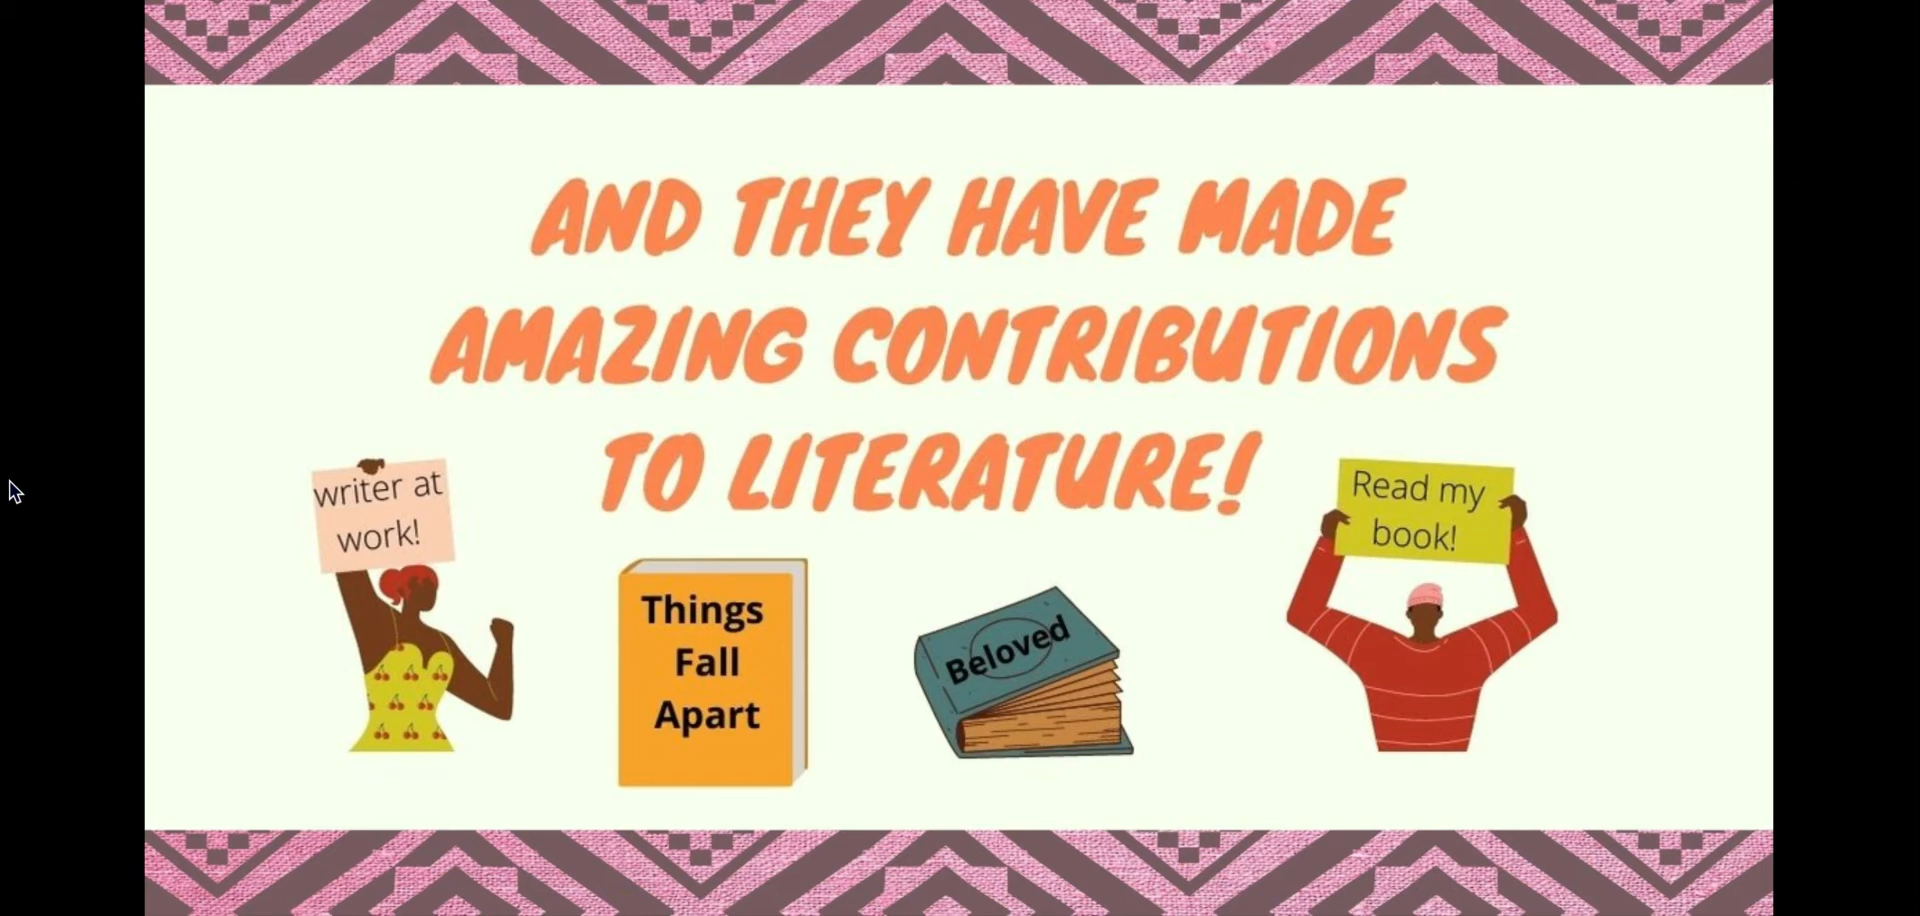 AND THEY HAVE MADE
AMAZING CONTRIBUTIONS
TO LITERATURE!
writer at
work!
Read my
book!
Things
Fall
Apart
Beloved